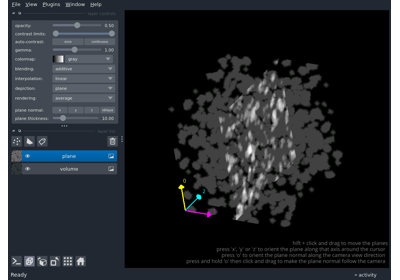 File View Plugins Window Help
opacity: 0.50
contrast limits:
auto-contrast: once continuous
gamma: 1.00
colormap: gray
blending: additive
interpolation: linear
depiction: plane
rendering: average
plane normal: x y z oblique
plane thickness: 10.00
plane
volume
0
2
shift + click and drag to move the planes
press 'x', 'y' or 'z' to orient the plane along that axis around the cursor
press 'o' to orient the plane normal along the camera view direction
press and hold 'o' then click and drag to make the plane normal follow the camera
Ready
activity